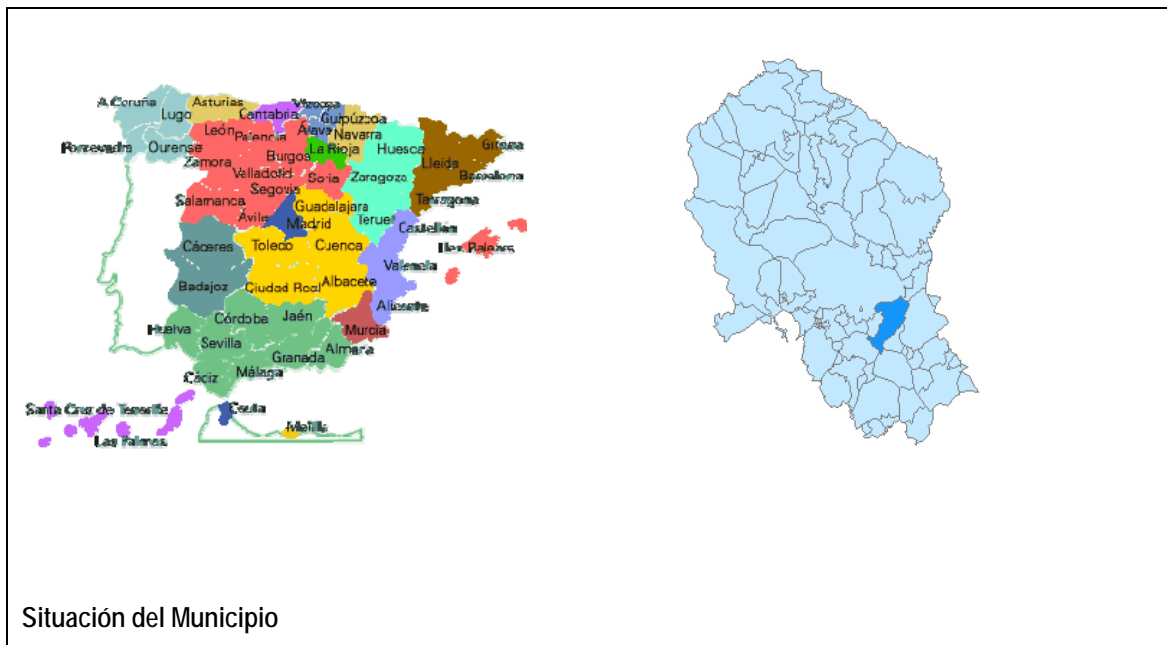 A Coruña
Lugo
Asturias
Cantabria
Vizcaya
Guipúzcoa
Pontevedra
Ourense
León
Palencia
Álava
Navarra
Burgos
La Rioja
Huesca
Lleida
Girona
Zamora
Valladolid
Soria
Zaragoza
Barcelona
Segovia
Salamanca
Guadalajara
Tarragona
Ávila
Madrid
Teruel
Castellón
Cáceres
Toledo
Cuenca
Illes Balears
Valencia
Badajoz
Ciudad Real
Albacete
Alicante
Córdoba
Jaén
Huelva
Murcia
Sevilla
Granada
Almería
Málaga
Cádiz
Santa Cruz de Tenerife
Ceuta
Las Palmas
Melilla
Situación del Municipio